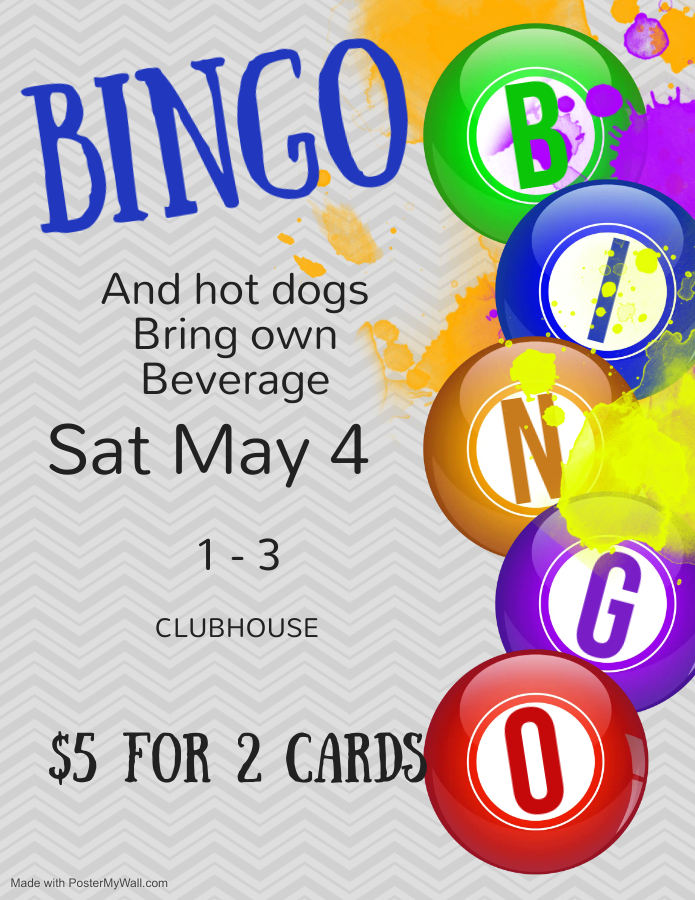 BINGO
And hot dogs
Bring own
Beverage
Sat May 4
1 - 3
CLUBHOUSE
$5 FOR 2 CARDS
B
I
N
G
O
Made with PosterMyWall.com